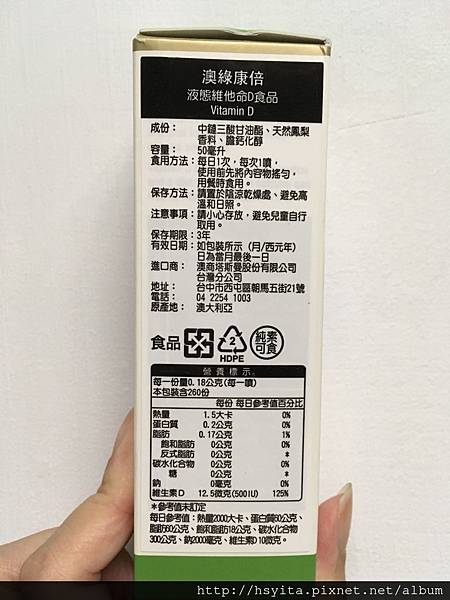 澳綠康倍
液態維他命D食品
Vitamin D
成份： 中鏈三酸甘油酯、天然鳳梨
香料、膽鈣化醇
容量： 50毫升
食用方法：每日1次，每次1噴，
使用前先將內容物搖勻，
用餐時食用。
保存方法：請置於陰涼乾燥處、避免高
溫和日照。
注意事項：請小心存放，避免兒童自行
取用。
保存期限：3年
有效日期：如包裝所示（月/西元年）
日為當月最後一日
進口商： 澳商塔斯曼股份有限公司
台灣分公司
地址： 台中市西屯區朝馬五街21號
電話： 04 2254 1003
原產地： 澳大利亞
食品 2 HDPE 純素可食
營養標示
每一份量0.18公克(每一噴)
本包裝含260份
每份 每日參考值百分比
熱量 1.5大卡 0%
蛋白質 0.2公克 0%
脂肪 0.17公克 1%
飽和脂肪 0公克 0%
反式脂肪 0公克 *
碳水化合物 0公克 0%
糖 0公克 *
鈉 0毫克 0%
維生素D 12.5微克(500IU) 125%
*參考值未訂定
每日參考值：熱量2000大卡、蛋白質60公克、
脂肪60公克、飽和脂肪18公克、碳水化合物
300公克、鈉2000毫克、維生素D 10微克。
http://hsyita.pixnet.net/album